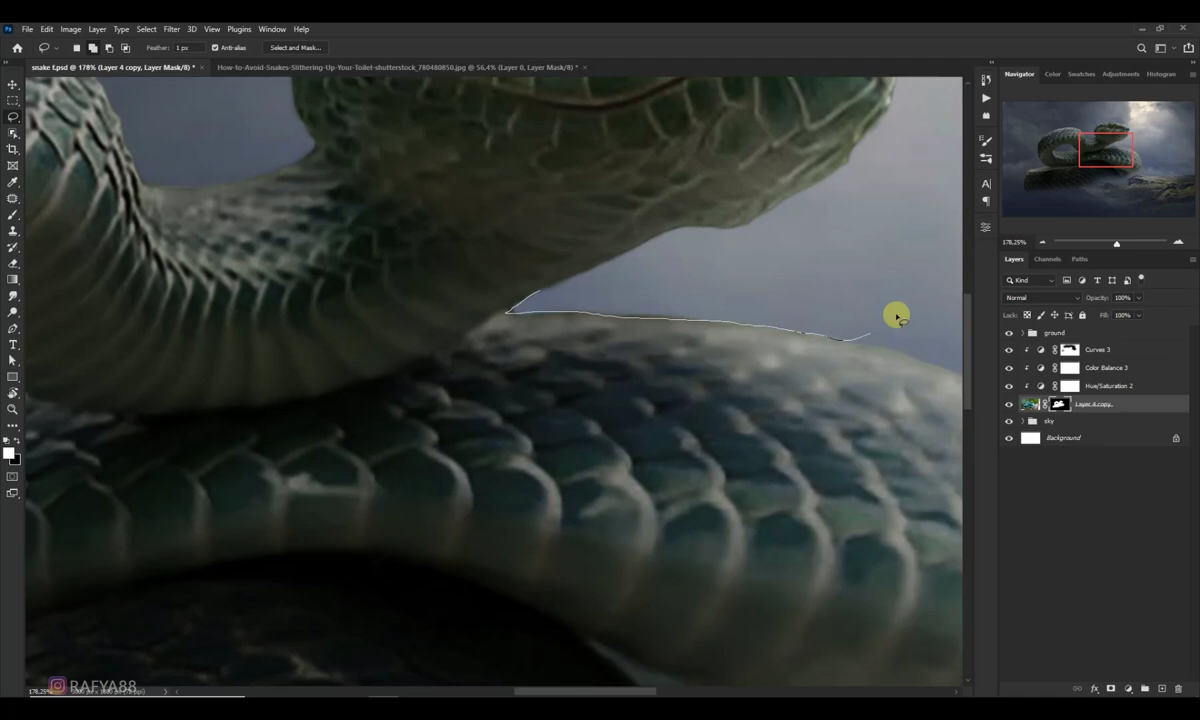 Ps File Edit Image Layer Type Select Filter 3D View Plugins Window Help
Feather: 1 px Anti-alias Select and Mask...
snake f.psd @ 178% (Layer 4 copy, Layer Mask/8) * × How-to-Avoid-Snakes-Slithering-Up-Your-Toilet-shutterstock_780480850.jpg @ 56,4% (Layer 0, Layer Mask/8) * ×
Navigator Color Swatches Adjustments Histogram
178,25%
Layers Channels Paths
Kind
Normal Opacity: 100%
Lock: Fill: 100%
ground
Curves 3
Color Balance 3
Hue/Saturation 2
Layer 4 copy
sky
Background
RAFYA88
178,25%